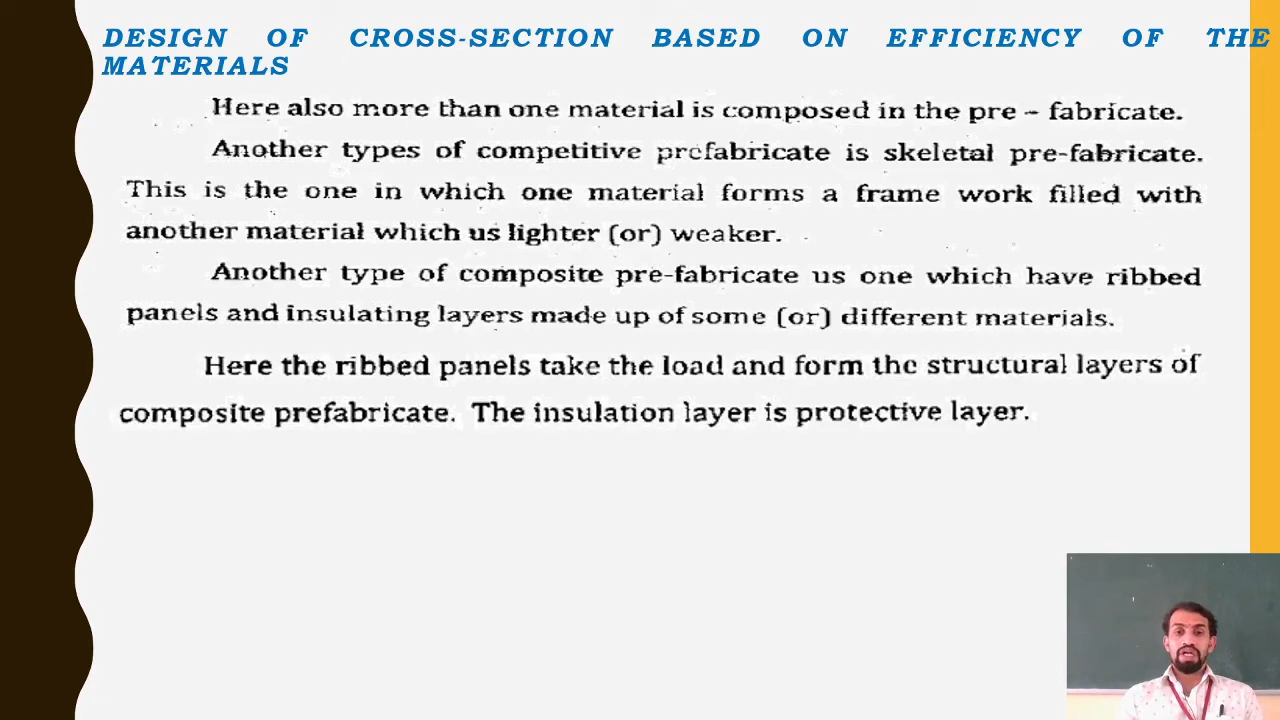 DESIGN OF CROSS-SECTION BASED ON EFFICIENCY OF THE
MATERIALS
Here also more than one material is composed in the pre - fabricate.
Another types of competitive prefabricate is skeletal pre-fabricate.
This is the one in which one material forms a frame work filled with
another material which us lighter (or) weaker.
Another type of composite pre-fabricate us one which have ribbed
panels and insulating layers made up of some (or) different materials.
Here the ribbed panels take the load and form the structural layers of
composite prefabricate. The insulation layer is protective layer.